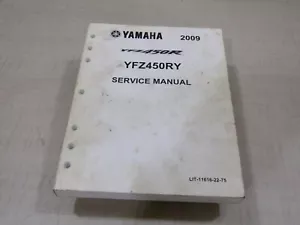 YAMAHA 2009
YFZ450R
YFZ450RY
SERVICE MANUAL
LIT-11616-22-75